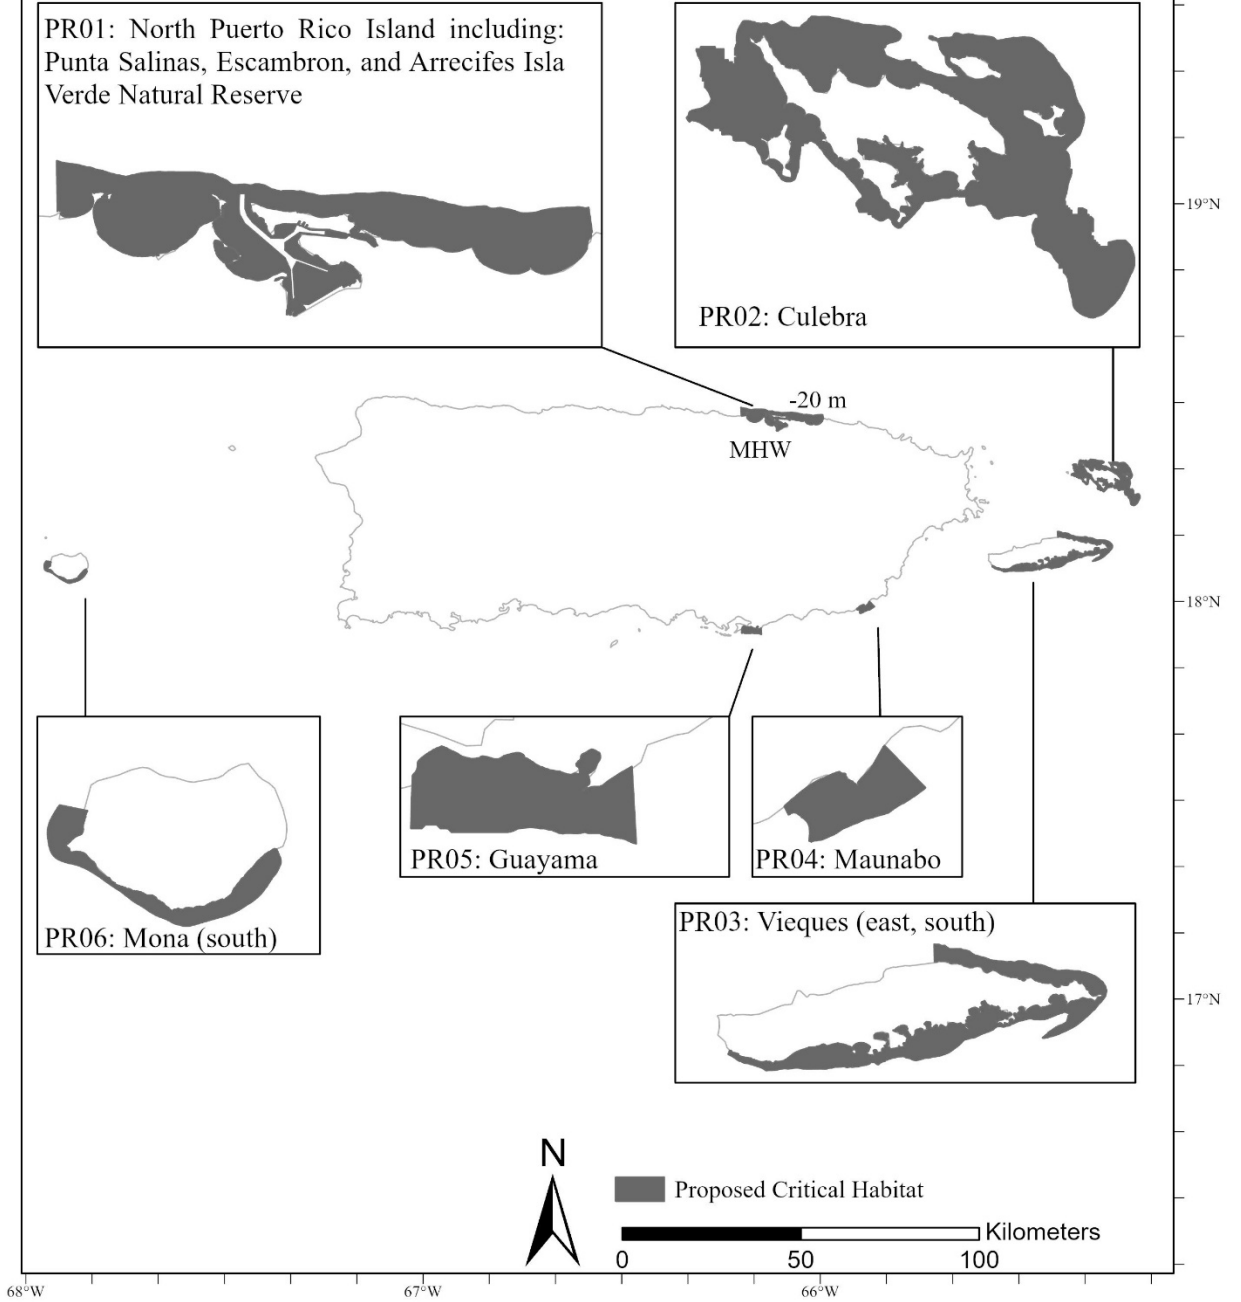 PR01: North Puerto Rico Island including:
Punta Salinas, Escambron, and Arrecifes Isla
Verde Natural Reserve
PR02: Culebra
19°N
-20 m
MHW
18°N
PR06: Mona (south)
PR05: Guayama
PR04: Maunabo
PR03: Vieques (east, south)
17°N
N
Proposed Critical Habitat
Kilometers
0 50 100
68°W 67°W 66°W